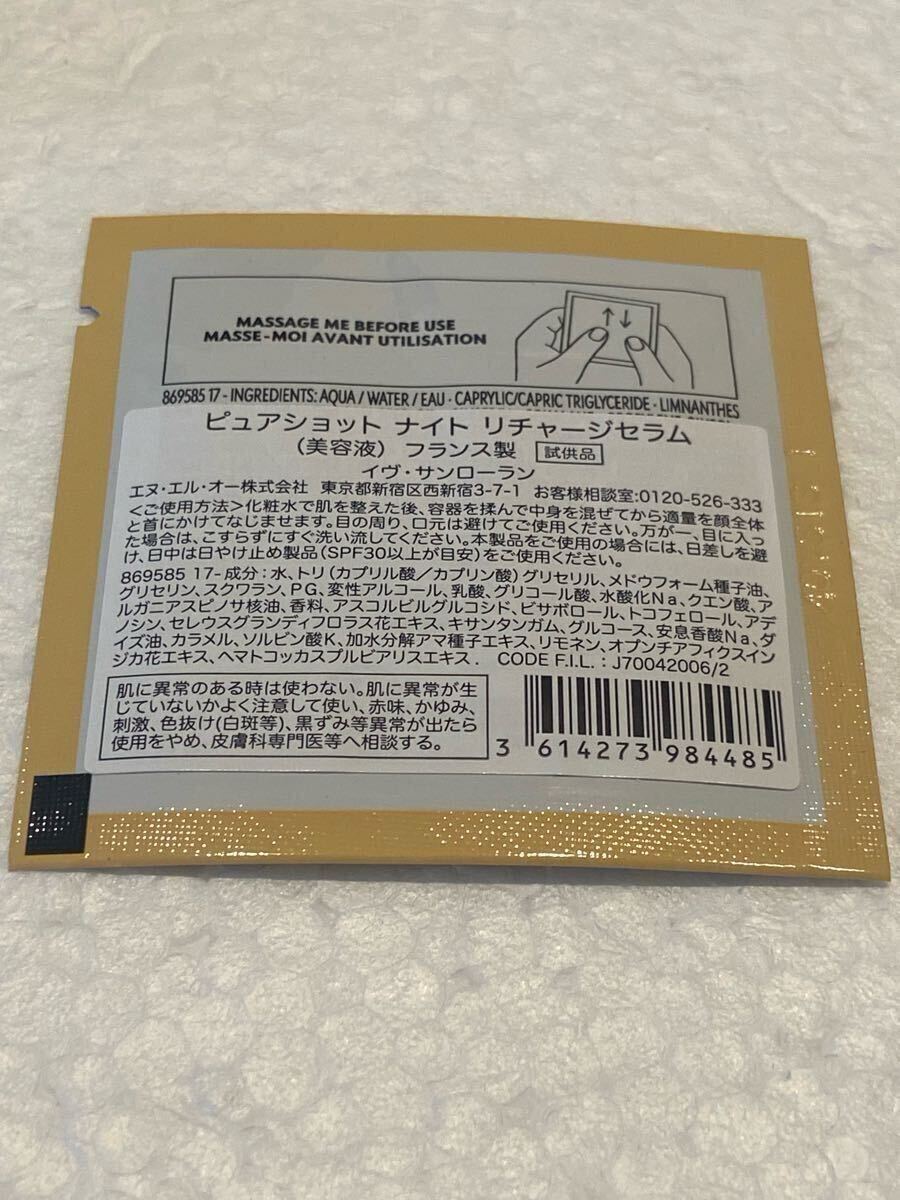 MASSAGE ME BEFORE USE
MASSE-MOI AVANT UTILISATION
869585 17 - INGREDIENTS: AQUA / WATER / EAU · CAPRYLIC/CAPRIC TRIGLYCERIDE · LIMNANTHES
ピュアショット ナイト リチャージセラム
（美容液） フランス製 試供品
イヴ・サンローラン
エヌ・エル・オー株式会社 東京都新宿区西新宿3-7-1 お客様相談室:0120-526-333
＜ご使用方法＞化粧水で肌を整えた後、容器を揉んで中身を混ぜてから適量を顔全体
と首にかけてなじませます。目の周り、口元は避けてご使用ください。万が一、目に入っ
た場合は、こすらずにすぐ洗い流してください。本製品をご使用の場合には、日差しを避
け、日中は日やけ止め製品（SPF30以上が目安）をご使用ください。
869585 17-成分：水、トリ（カプリル酸／カプリン酸）グリセリル、メドウフォーム種子油、
グリセリン、スクワラン、ＰＧ、変性アルコール、乳酸、グリコール酸、水酸化Na、クエン酸、ア
ルガニアスピノサ核油、香料、アスコルビルグルコシド、ビサボロール、トコフェロール、アデ
ノシン、セレウスグランディフロラス花エキス、キサンタンガム、グルコース、安息香酸Na、ダ
イズ油、カラメル、ソルビン酸K、加水分解アマ種子エキス、リモネン、オプンチアフィクスイン
ジカ花エキス、ヘマトコッカスプルビアリスエキス． CODE F.I.L.：J70042006/2
肌に異常のある時は使わない。肌に異常が生
じていないかよく注意して使い、赤味、かゆみ、
刺激、色抜け(白斑等)、黒ずみ等異常が出たら
使用をやめ、皮膚科専門医等へ相談する。
3 614273 984485